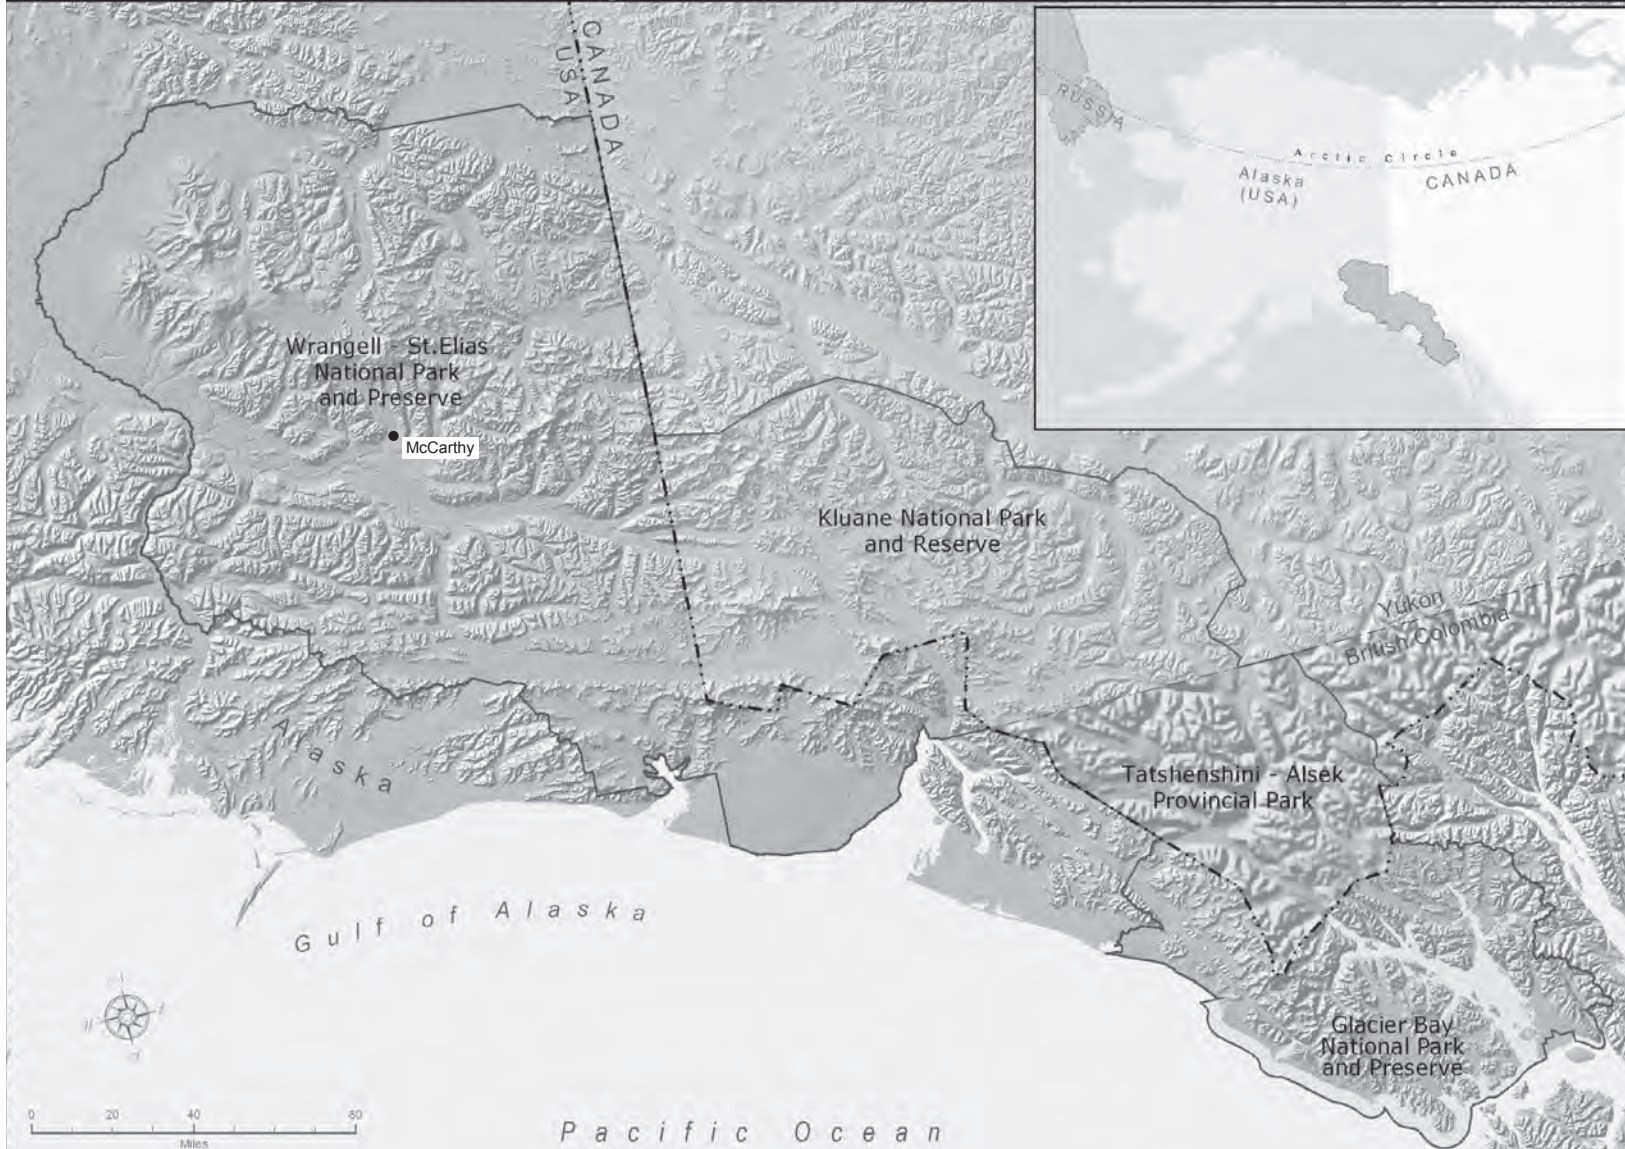 CANADA
USA
RUSSIA
Arctic Circle
Alaska
(USA)
CANADA
Wrangell - St.Elias
National Park
and Preserve
McCarthy
Kluane National Park
and Reserve
Yukon
British Colombia
Alaska
Tatshenshini - Alsek
Provincial Park
Gulf of Alaska
Glacier Bay
National Park
and Preserve
0 20 40 80
Miles
Pacific Ocean